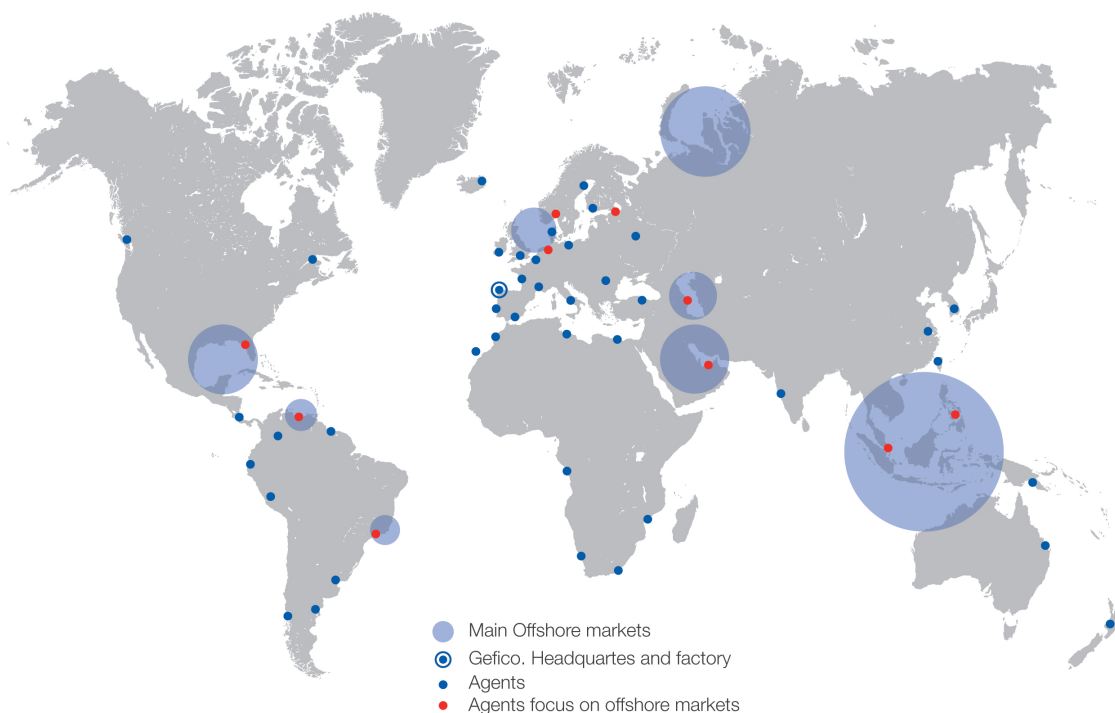 Main Offshore markets
Gefico. Headquartes and factory
Agents
Agents focus on offshore markets